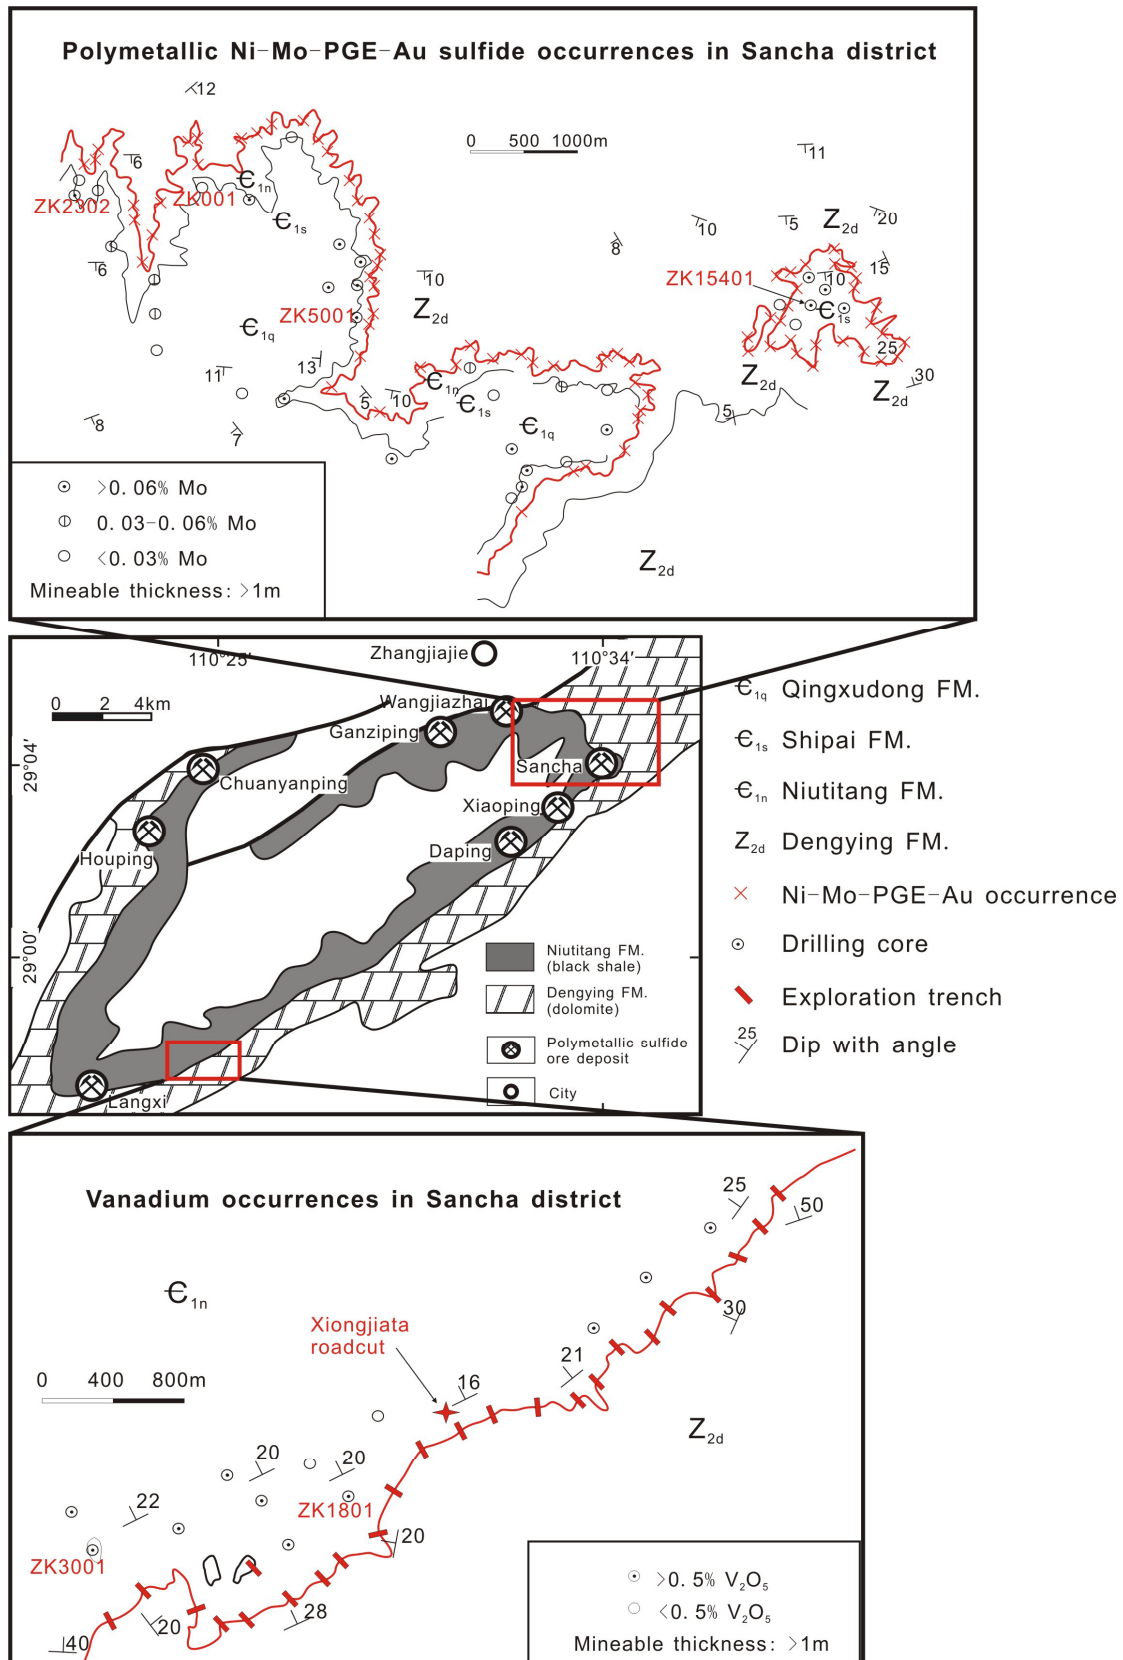 Polymetallic Ni-Mo-PGE-Au sulfide occurrences in Sancha district
12
0 500 1000m
11
6
Є1n
ZK2302
ZK001
Є1s
10
5
Z2d
20
8
6
10
Z2d
ZK15401
10
15
Є1s
ZK5001
Є1q
25
13
11
Є1n
5
10
Є1s
Z2d
30
Z2d
5
8
7
Є1q
>0.06% Mo
0.03-0.06% Mo
<0.03% Mo
Mineable thickness: >1m
Z2d
110°25′
Zhangjiajie
110°34′
0 2 4km
Wangjiazhai
Ganziping
29°04′
Sancha
Chuanyanping
Xiaoping
Daping
Houping
29°00′
Niutitang FM.
(black shale)
Dengying FM.
(dolomite)
Polymetallic sulfide
ore deposit
City
Langxi
Є1q Qingxudong FM.
Є1s Shipai FM.
Є1n Niutitang FM.
Z2d Dengying FM.
Ni-Mo-PGE-Au occurrence
Drilling core
Exploration trench
25 Dip with angle
Vanadium occurrences in Sancha district
25
50
Є1n
30
Xiongjiata
roadcut
21
0 400 800m
16
Z2d
20
20
22
ZK1801
20
ZK3001
28
20
40
>0.5% V2O5
<0.5% V2O5
Mineable thickness: >1m